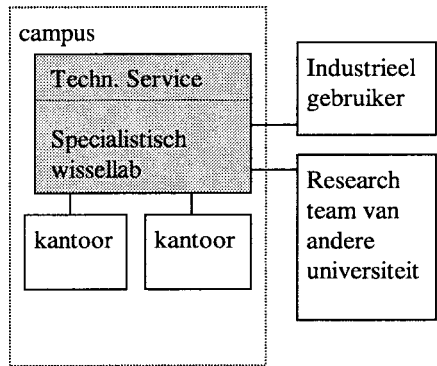 campus
Techn. Service
Specialistisch
wissellab
kantoor
kantoor
Industrieel
gebruiker
Research
team van
andere
universiteit